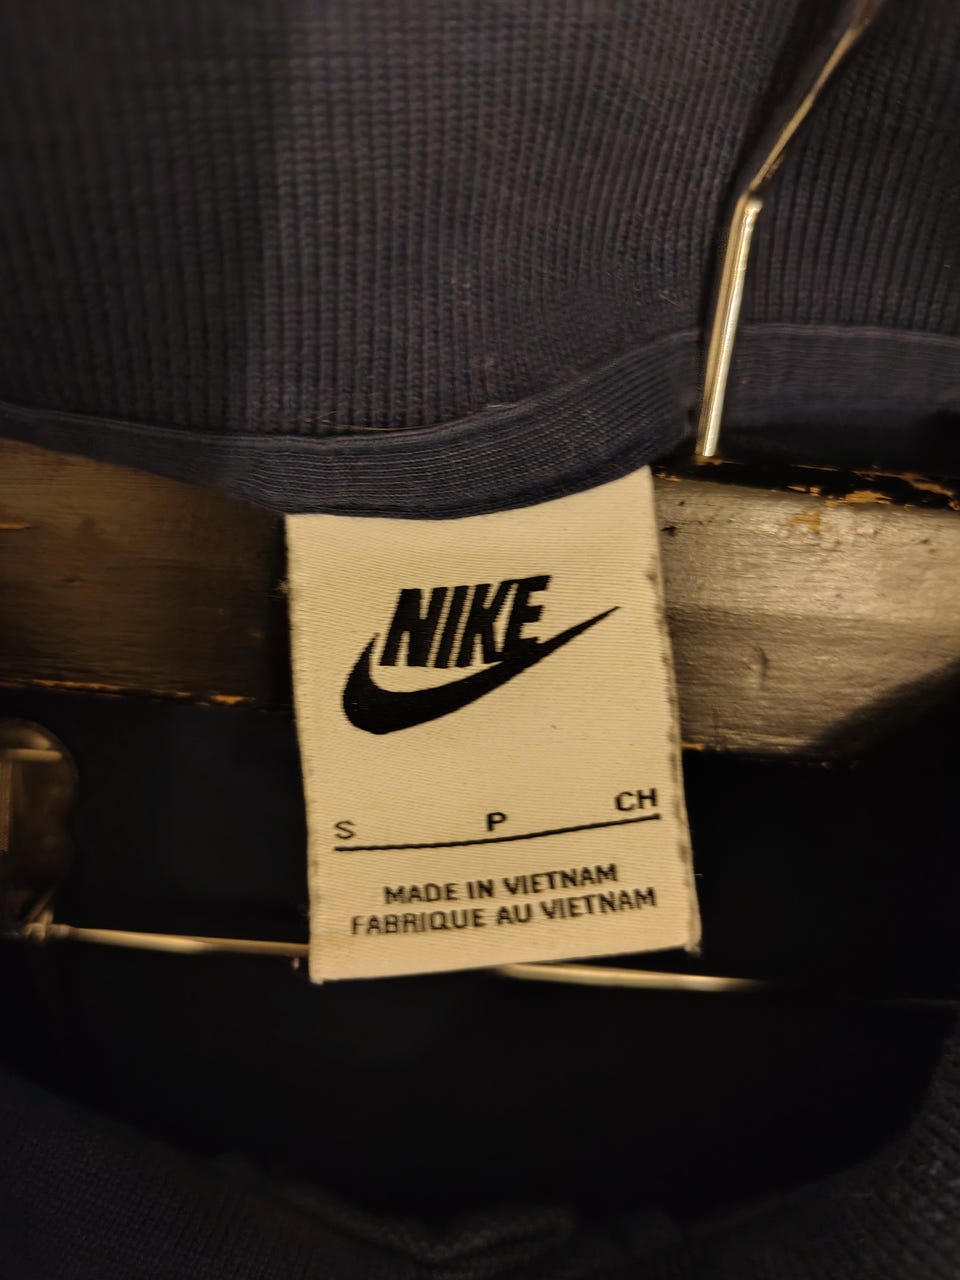 NIKE
S P CH
MADE IN VIETNAM
FABRIQUE AU VIETNAM